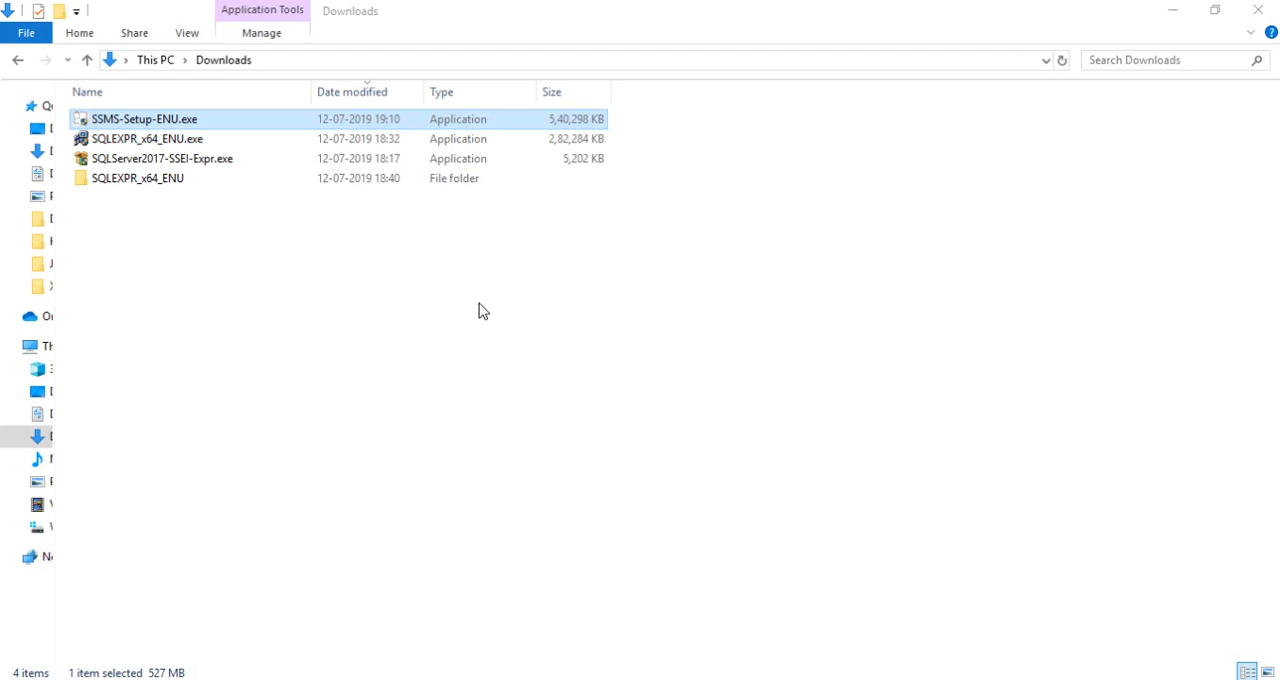 Application Tools
Downloads
File
Home
Share
View
Manage
This PC
Downloads
Search Downloads
Name
Date modified
Type
Size
SSMS-Setup-ENU.exe
12-07-2019 19:10
Application
5,40,298 KB
SQLEXPR_x64_ENU.exe
12-07-2019 18:32
Application
2,82,284 KB
SQLServer2017-SSEI-Expr.exe
12-07-2019 18:17
Application
5,202 KB
SQLEXPR_x64_ENU
12-07-2019 18:40
File folder
4 items
1 item selected 527 MB